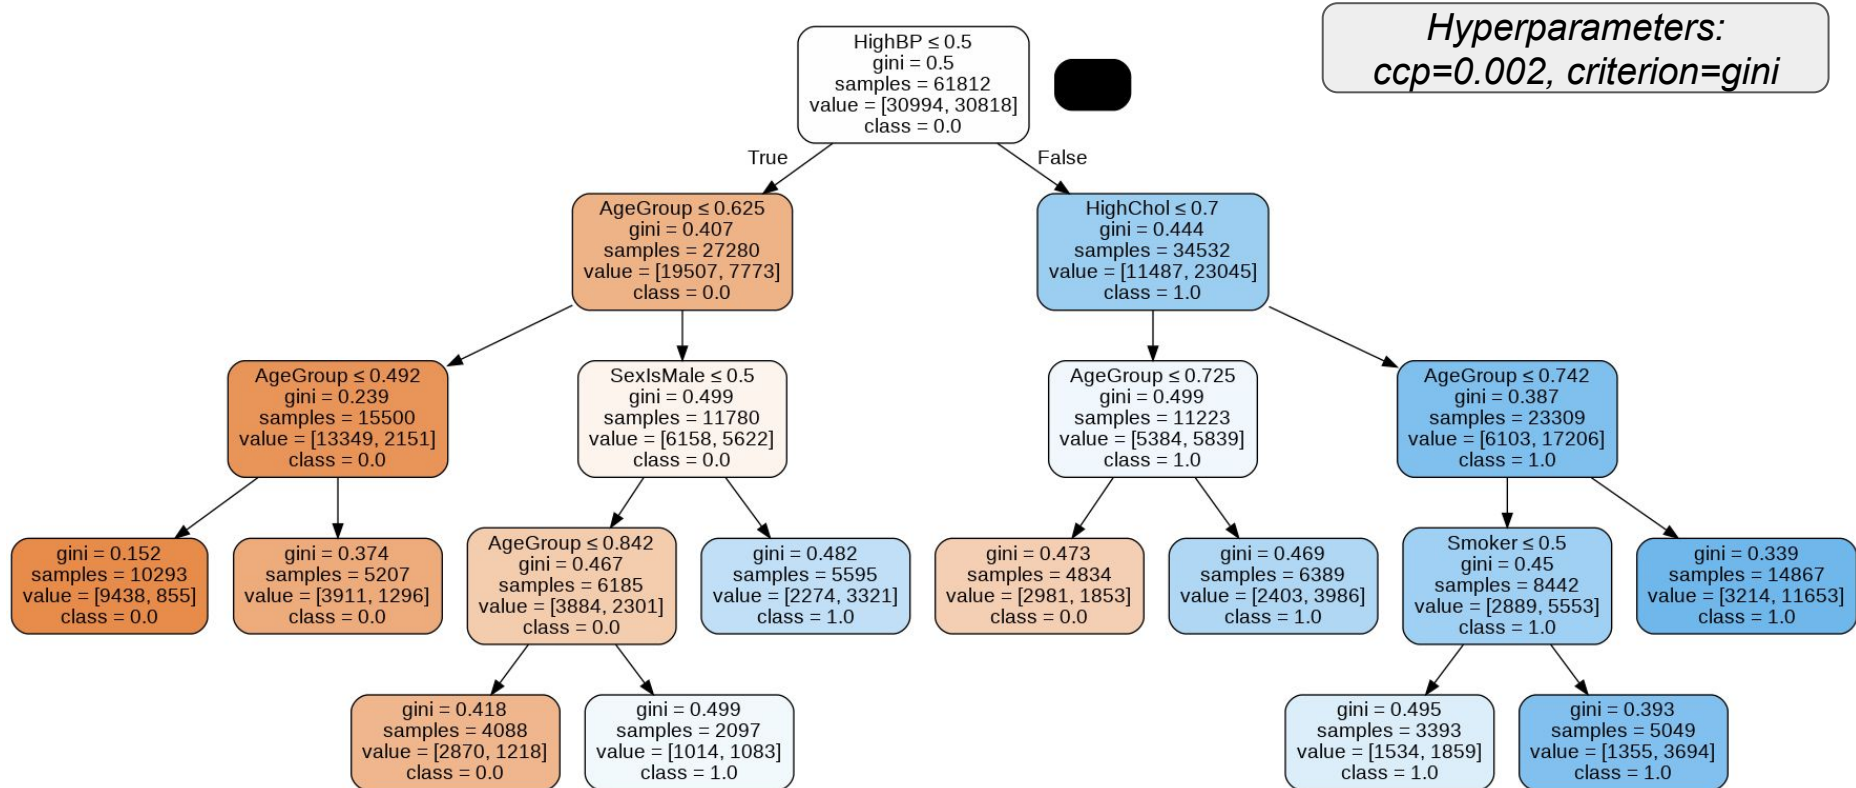 Hyperparameters:
ccp=0.002, criterion=gini
HighBP ≤ 0.5
gini = 0.5
samples = 61812
value = [30994, 30818]
class = 0.0
True
False
AgeGroup ≤ 0.625
gini = 0.407
samples = 27280
value = [19507, 7773]
class = 0.0
HighChol ≤ 0.7
gini = 0.444
samples = 34532
value = [11487, 23045]
class = 1.0
AgeGroup ≤ 0.492
gini = 0.239
samples = 15500
value = [13349, 2151]
class = 0.0
SexIsMale ≤ 0.5
gini = 0.499
samples = 11780
value = [6158, 5622]
class = 0.0
AgeGroup ≤ 0.725
gini = 0.499
samples = 11223
value = [5384, 5839]
class = 1.0
AgeGroup ≤ 0.742
gini = 0.387
samples = 23309
value = [6103, 17206]
class = 1.0
gini = 0.152
samples = 10293
value = [9438, 855]
class = 0.0
gini = 0.374
samples = 5207
value = [3911, 1296]
class = 0.0
AgeGroup ≤ 0.842
gini = 0.467
samples = 6185
value = [3884, 2301]
class = 0.0
gini = 0.482
samples = 5595
value = [2274, 3321]
class = 1.0
gini = 0.473
samples = 4834
value = [2981, 1853]
class = 0.0
gini = 0.469
samples = 6389
value = [2403, 3986]
class = 1.0
Smoker ≤ 0.5
gini = 0.45
samples = 8442
value = [2889, 5553]
class = 1.0
gini = 0.339
samples = 14867
value = [3214, 11653]
class = 1.0
gini = 0.418
samples = 4088
value = [2870, 1218]
class = 0.0
gini = 0.499
samples = 2097
value = [1014, 1083]
class = 1.0
gini = 0.495
samples = 3393
value = [1534, 1859]
class = 1.0
gini = 0.393
samples = 5049
value = [1355, 3694]
class = 1.0